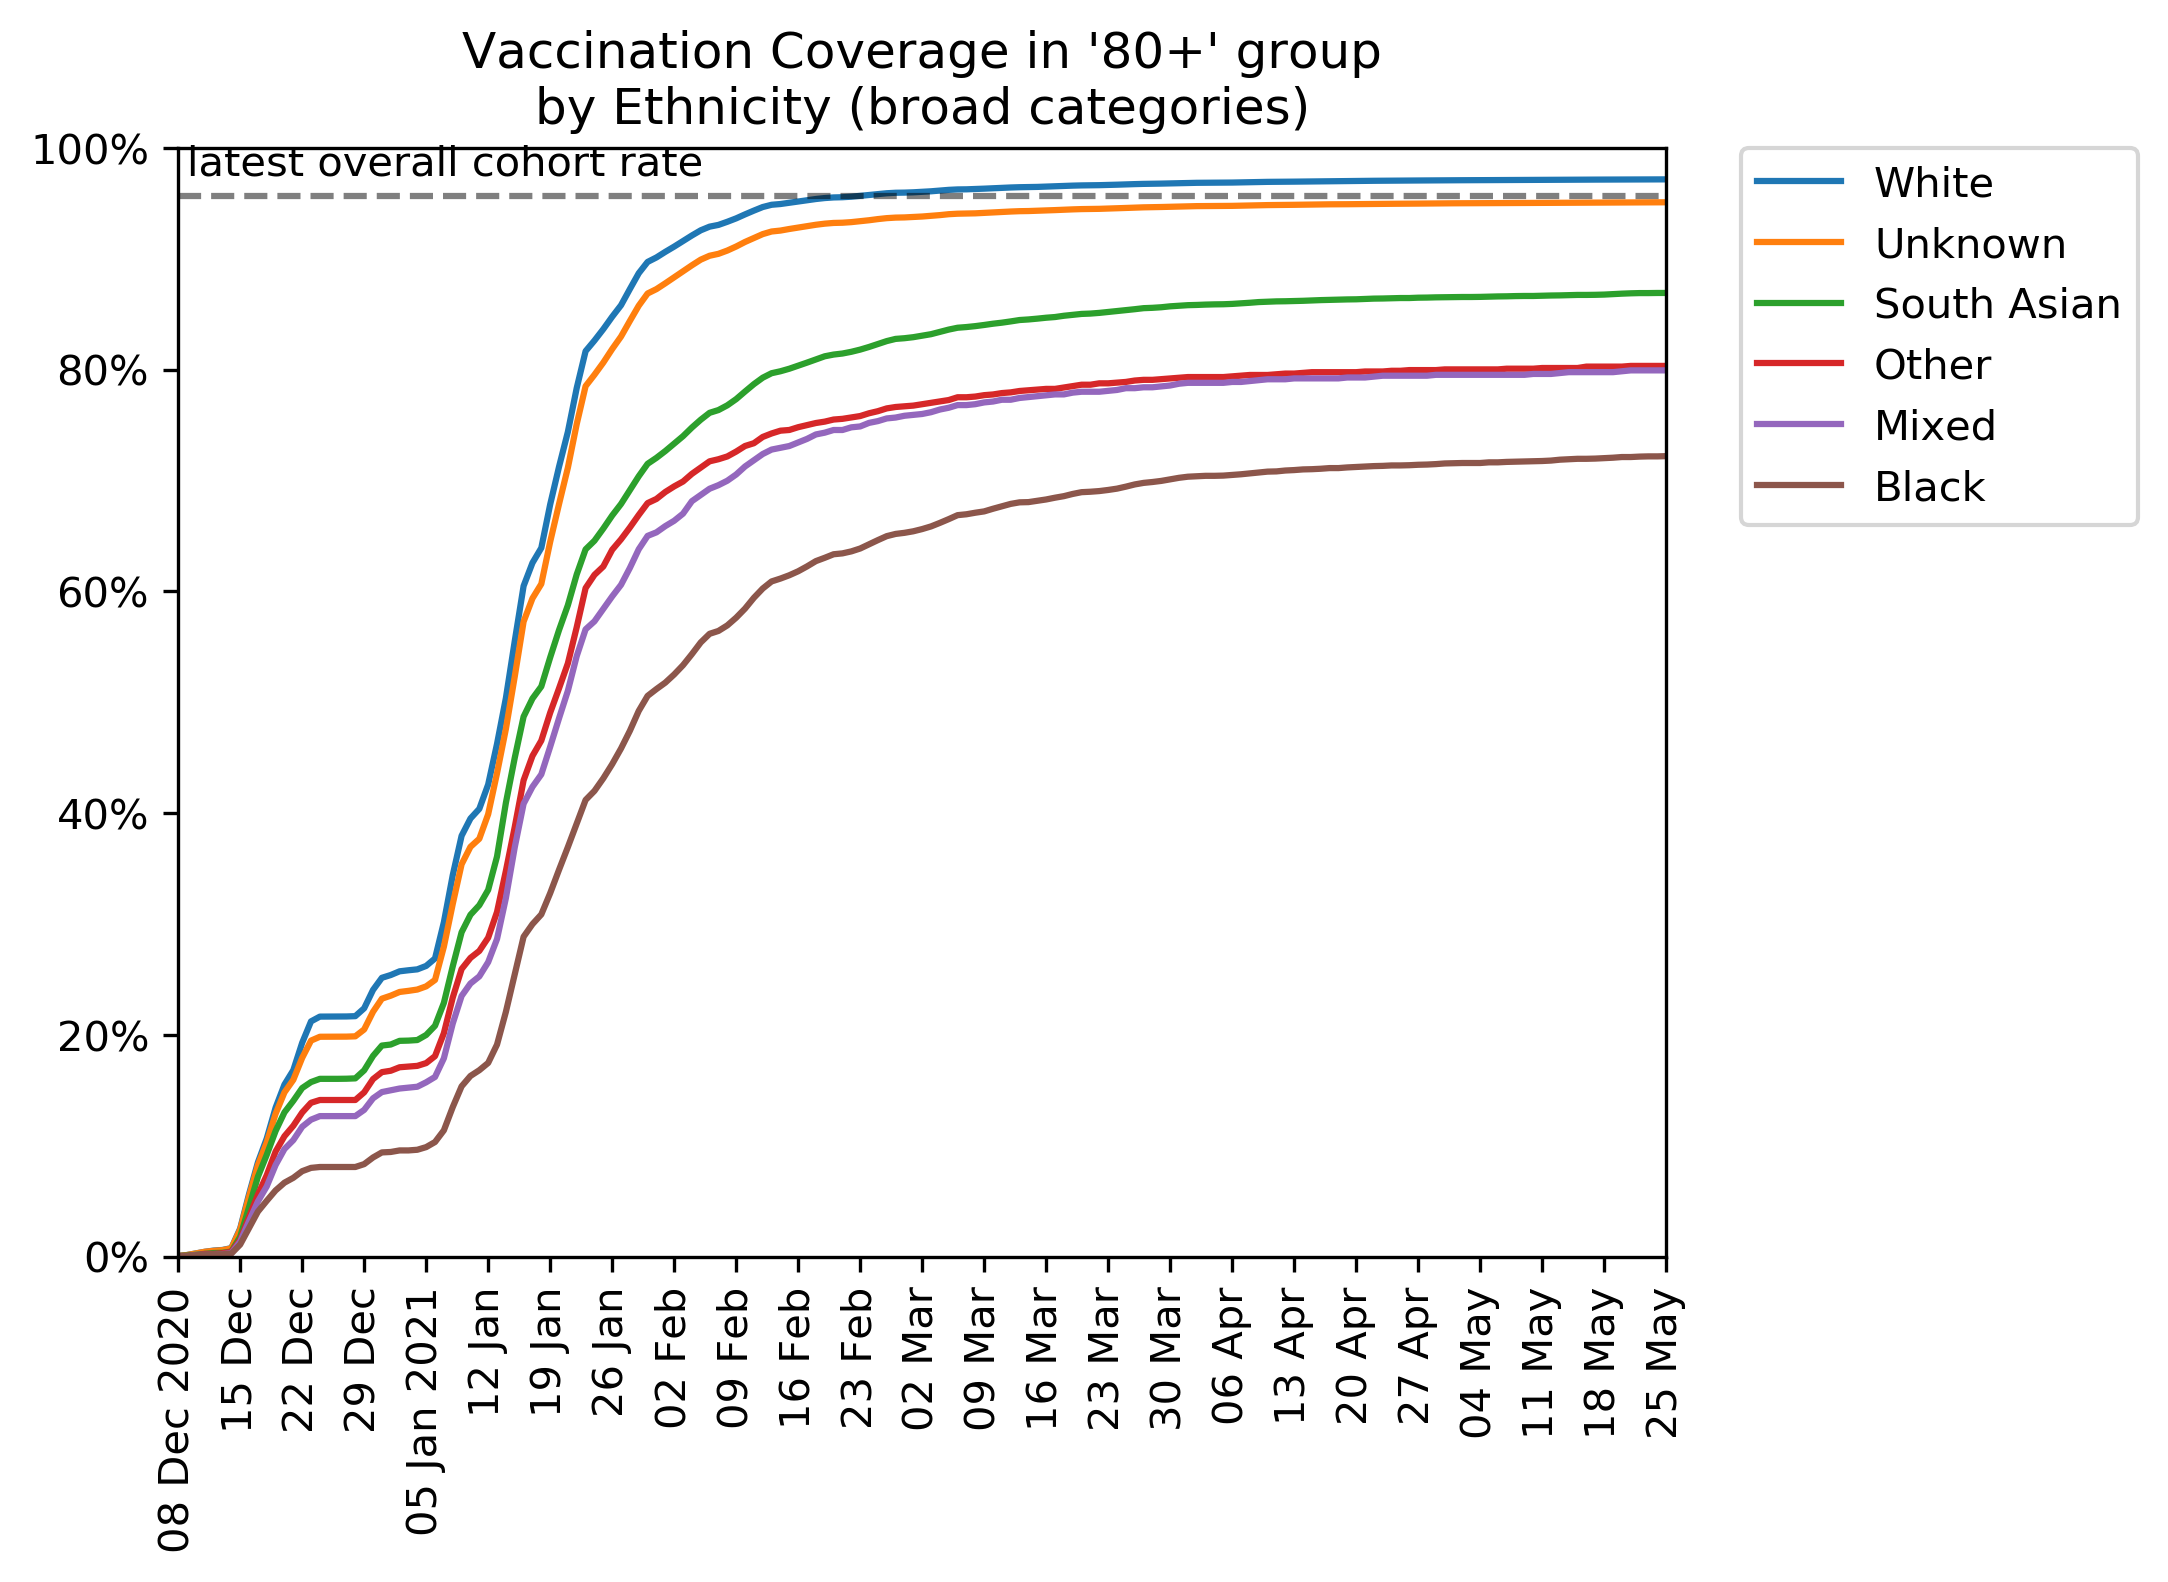 Vaccination Coverage in '80+' group
by Ethnicity (broad categories)
100%
80%
60%
40%
20%
0%
latest overall cohort rate
White
Unknown
South Asian
Other
Mixed
Black
08 Dec 2020
15 Dec
22 Dec
29 Dec
05 Jan 2021
12 Jan
19 Jan
26 Jan
02 Feb
09 Feb
16 Feb
23 Feb
02 Mar
09 Mar
16 Mar
23 Mar
30 Mar
06 Apr
13 Apr
20 Apr
27 Apr
04 May
11 May
18 May
25 May